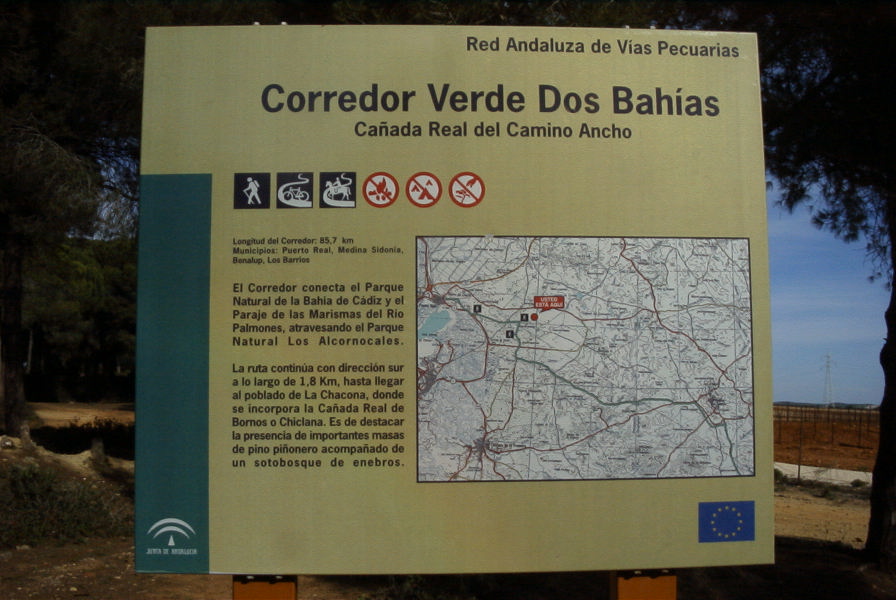 Red Andaluza de Vías Pecuarias
Corredor Verde Dos Bahías
Cañada Real del Camino Ancho
Longitud del Corredor: 85,7 km
Municipios: Puerto Real, Medina Sidonia,
Benalup, Los Barrios
El Corredor conecta el Parque
Natural de la Bahia de Cádiz y el
Paraje de las Marismas del Río
Palmones, atravesando el Parque
Natural Los Alcornocales.
La ruta continúa con dirección sur
a lo largo de 1,8 Km, hasta llegar
al poblado de La Chacona, donde
se incorpora la Cañada Real de
Bornos o Chiclana. Es de destacar
la presencia de importantes masas
de pino piñonero acompañado de
un sotobosque de enebros.
USTED
ESTÁ AQUÍ
JUNTA DE ANDALUCIA